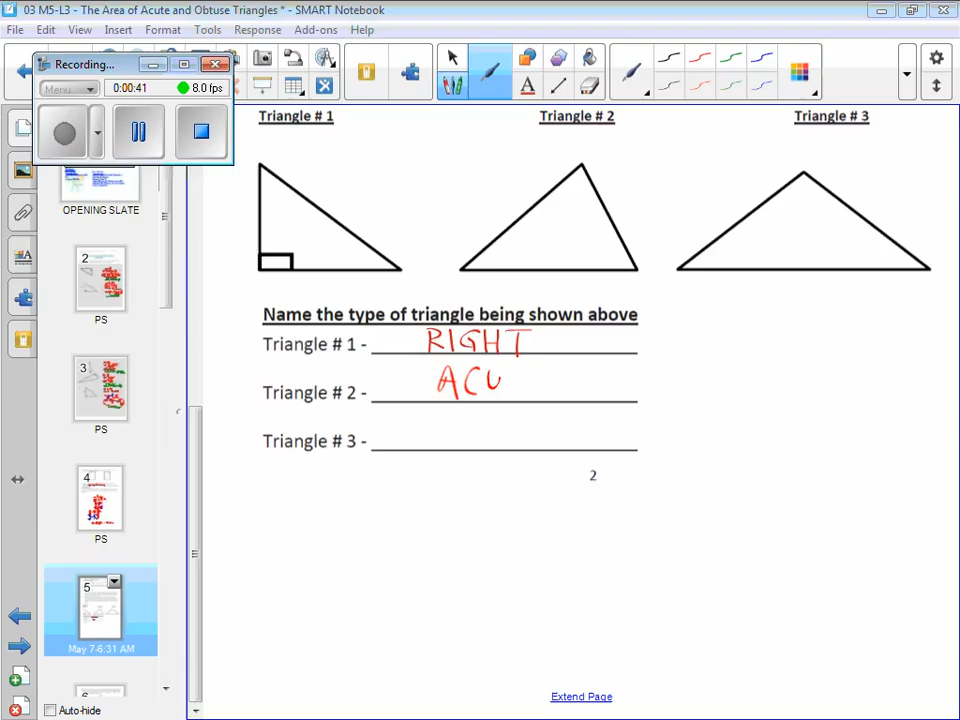 03 M5-L3 - The Area of Acute and Obtuse Triangles * - SMART Notebook
File Edit View Insert Format Tools Response Add-ons Help
Recording...
Menu 0:00:41 8.0 fps
Triangle # 1 Triangle # 2 Triangle # 3
OPENING SLATE
2
PS
3
PS
4
PS
5
May 7-6:31 AM
6
Auto-hide
Name the type of triangle being shown above
Triangle # 1 - RIGHT
Triangle # 2 - ACU
Triangle # 3 -
2
Extend Page